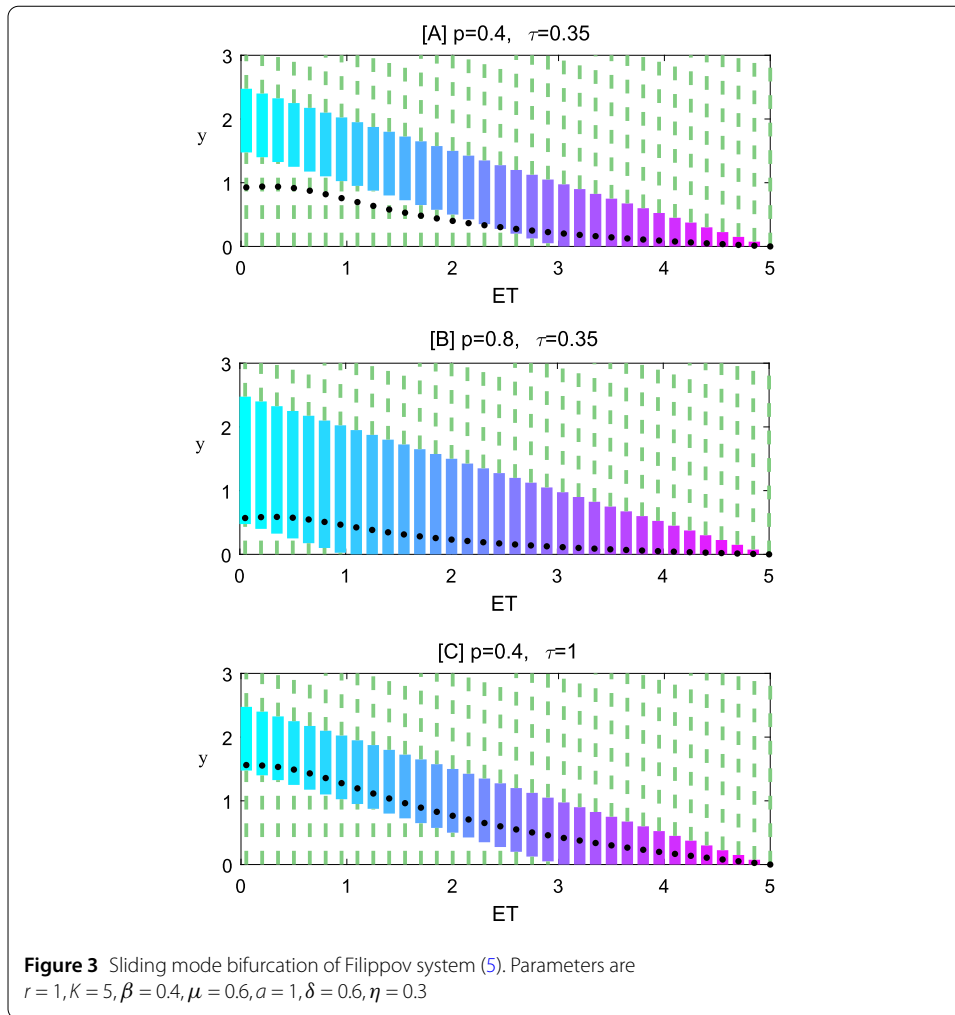 [A] p=0.4, τ=0.35
3
2
y
1
0
0 1 2 3 4 5
ET
[B] p=0.8, τ=0.35
3
2
y
1
0
0 1 2 3 4 5
ET
[C] p=0.4, τ=1
3
2
y
1
0
0 1 2 3 4 5
ET
Figure 3 Sliding mode bifurcation of Filippov system (5). Parameters are
r = 1, K = 5, β = 0.4, μ = 0.6, a = 1, δ = 0.6, η = 0.3